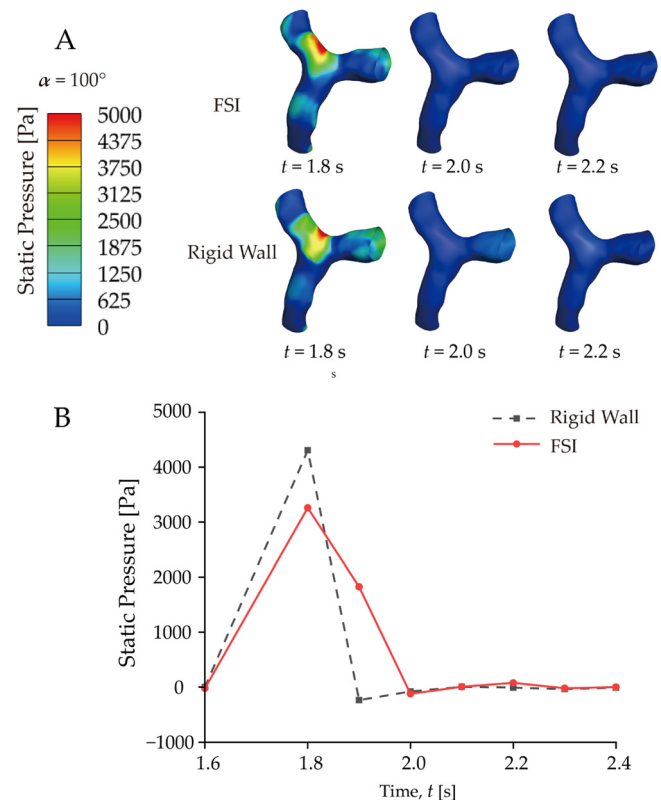 A
α = 100°
Static Pressure [Pa]
5000
4375
3750
3125
2500
1875
1250
625
0
FSI
t = 1.8 s
t = 2.0 s
t = 2.2 s
Rigid Wall
t = 1.8 s
t = 2.0 s
t = 2.2 s
s
B
Rigid Wall
FSI
Static Pressure [Pa]
5000
4000
3000
2000
1000
0
−1000
1.6
1.8
2.0
2.2
2.4
Time, t [s]